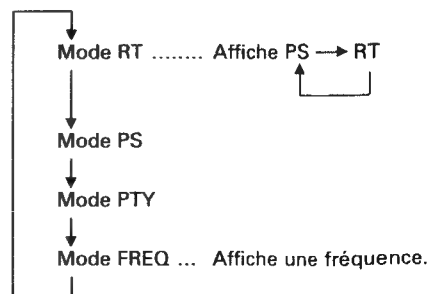 Mode RT ........ Affiche PS → RT
Mode PS
Mode PTY
Mode FREQ ... Affiche une fréquence.